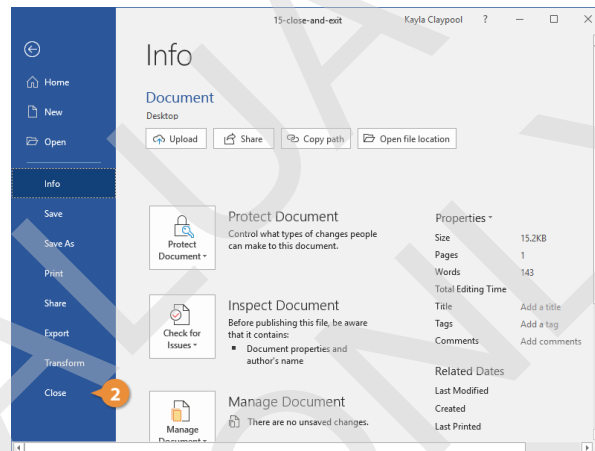 15-close-and-exit Kayla Claypool ?
Info
Home
New
Open
Info
Save
Save As
Print
Share
Export
Transform
Close
2
Document
Desktop
Upload Share Copy path Open file location
Protect Document
Protect Document
Control what types of changes people
can make to this document.
Check for Issues
Inspect Document
Before publishing this file, be aware
that it contains:
Document properties and
author's name
Manage Document
Manage Document
There are no unsaved changes.
Properties
Size 15.2KB
Pages 1
Words 143
Total Editing Time
Title Add a title
Tags Add a tag
Comments Add comments
Related Dates
Last Modified
Created
Last Printed